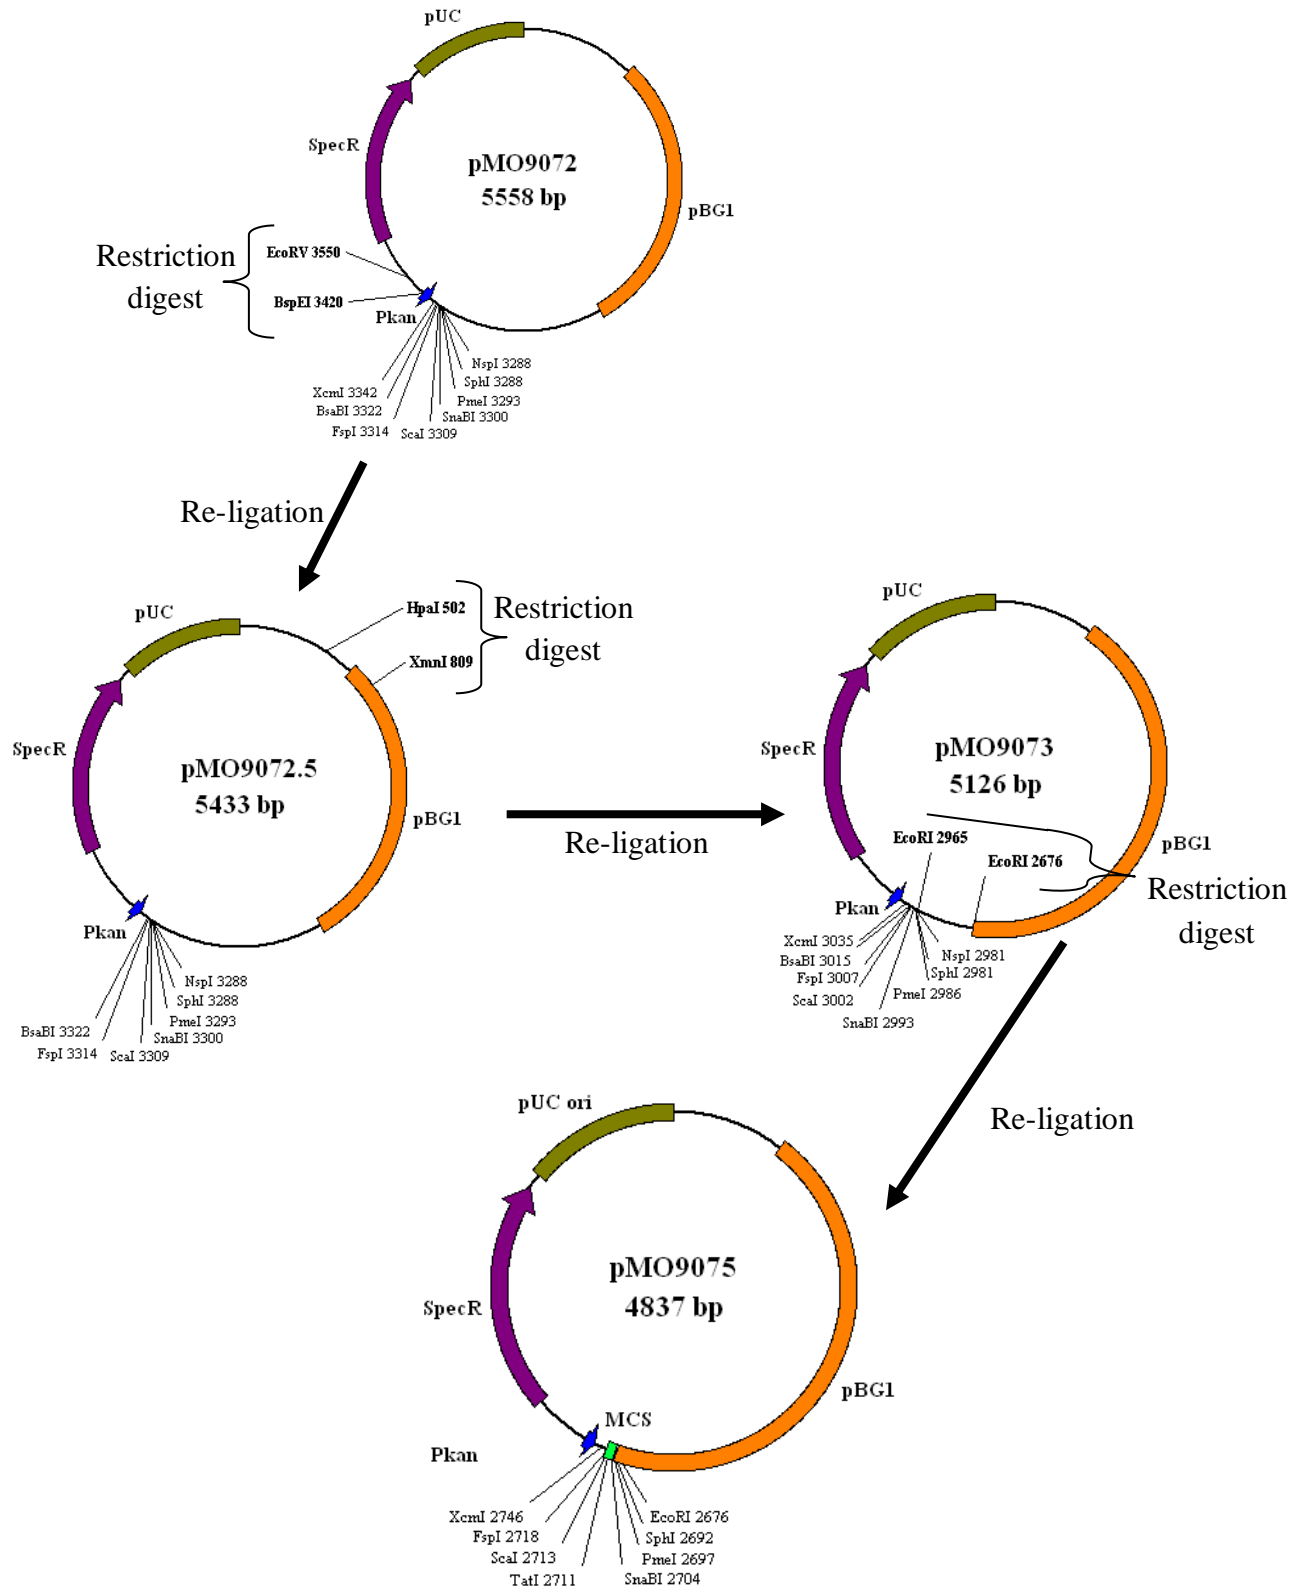 pUC
SpecR
pMO9072
5558 bp
pBG1
Restriction
digest
EcoRV 3550
BspEI 3420
Pkan
NspI 3288
SphI 3288
XcmI 3342
PmeI 3293
BsaBI 3322
SnaBI 3300
FspI 3314
ScaI 3309
Re-ligation
pUC
HpaI 502
XmnI 809
Restriction
digest
SpecR
pMO9072.5
5433 bp
pBG1
Pkan
NspI 3288
SphI 3288
PmeI 3293
BsaBI 3322
SnaBI 3300
FspI 3314
ScaI 3309
Re-ligation
pUC
SpecR
pMO9073
5126 bp
EcoRI 2965
EcoRI 2676
pBG1
Restriction
digest
Pkan
XcmI 3035
NspI 2981
BsaBI 3015
SphI 2981
FspI 3007
PmeI 2986
ScaI 3002
SnaBI 2993
Re-ligation
pUC ori
SpecR
pMO9075
4837 bp
pBG1
MCS
Pkan
XcmI 2746
EcoRI 2676
FspI 2718
SphI 2692
ScaI 2713
PmeI 2697
TatI 2711
SnaBI 2704